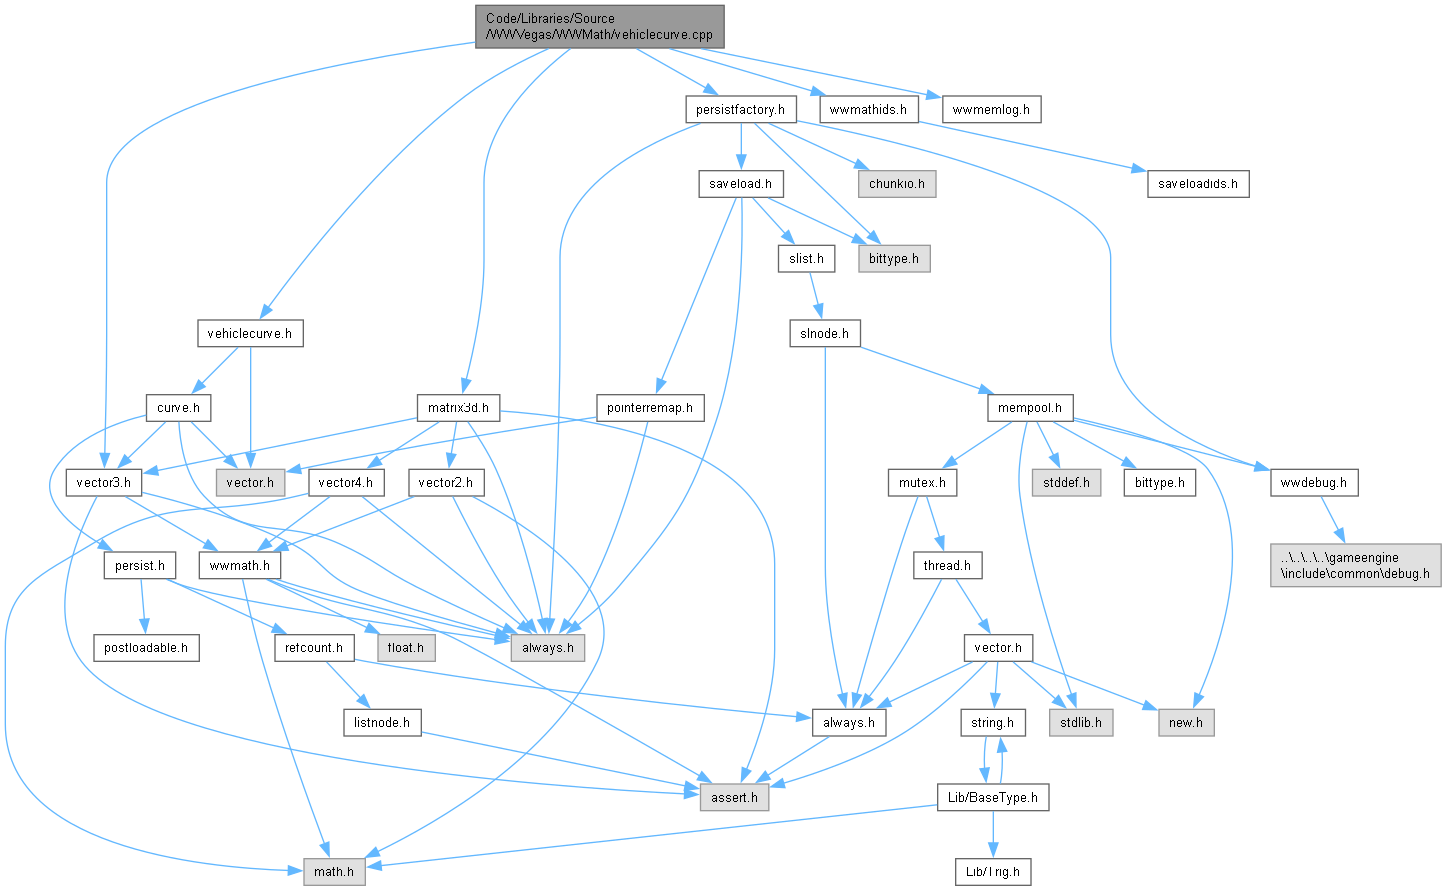 Code/Libraries/Source
/WWVegas/WWMath/vehiclecurve.cpp
persistfactory.h
wwmathids.h
wwmemlog.h
saveload.h
chunkio.h
saveloadids.h
slist.h
bittype.h
vehiclecurve.h
slnode.h
curve.h
matrix3d.h
pointerremap.h
mempool.h
vector3.h
vector.h
vector4.h
vector2.h
mutex.h
stddef.h
bittype.h
wwdebug.h
persist.h
wwmath.h
thread.h
..\..\..\..\gameengine
\include\common\debug.h
postloadable.h
refcount.h
float.h
always.h
vector.h
listnode.h
always.h
string.h
stdlib.h
new.h
assert.h
Lib/BaseType.h
math.h
Lib/Trig.h